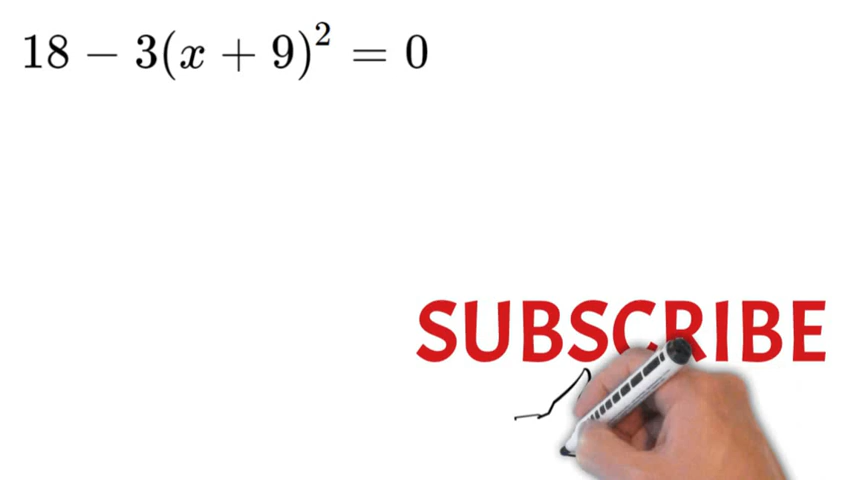 18 − 3(x + 9)² = 0
SUBSCRIBE